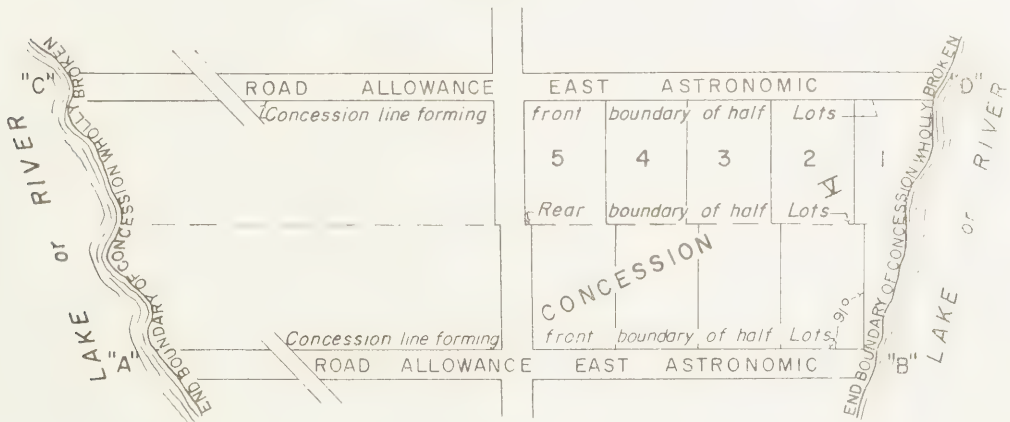 "C"
ROAD ALLOWANCE EAST ASTRONOMIC
"D"
Concession line forming front boundary of half Lots
5 4 3 2 1
V
Rear boundary of half Lots
CONCESSION
Concession line forming front boundary of half Lots
"A"
ROAD ALLOWANCE EAST ASTRONOMIC
"B"
LAKE or RIVER
END BOUNDARY OF CONCESSION WHOLLY BROKEN
END BOUNDARY OF CONCESSION WHOLLY BROKEN
LAKE or RIVER